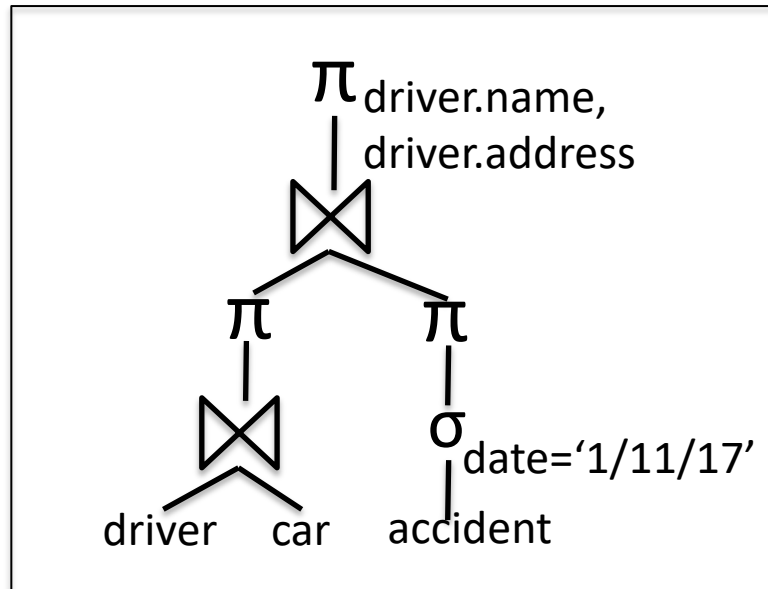 π driver.name,
driver.address
⋈
π π
⋈ σ date=‘1/11/17’
driver car accident